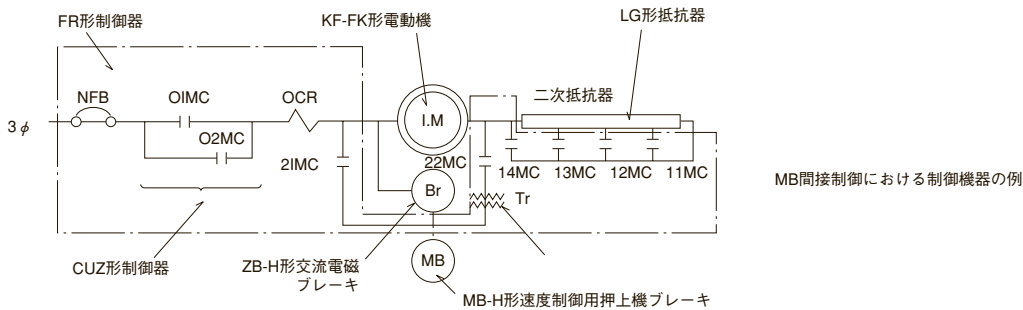 FR形制御器
KF-FK形電動機
LG形抵抗器
NFB
OIMC
OCR
I.M
二次抵抗器
3φ
O2MC
2IMC
22MC
14MC
13MC
12MC
11MC
MB間接制御における制御機器の例
Br
Tr
CUZ形制御器
ZB-H形交流電磁
ブレーキ
MB
MB-H形速度制御用押上機ブレーキ